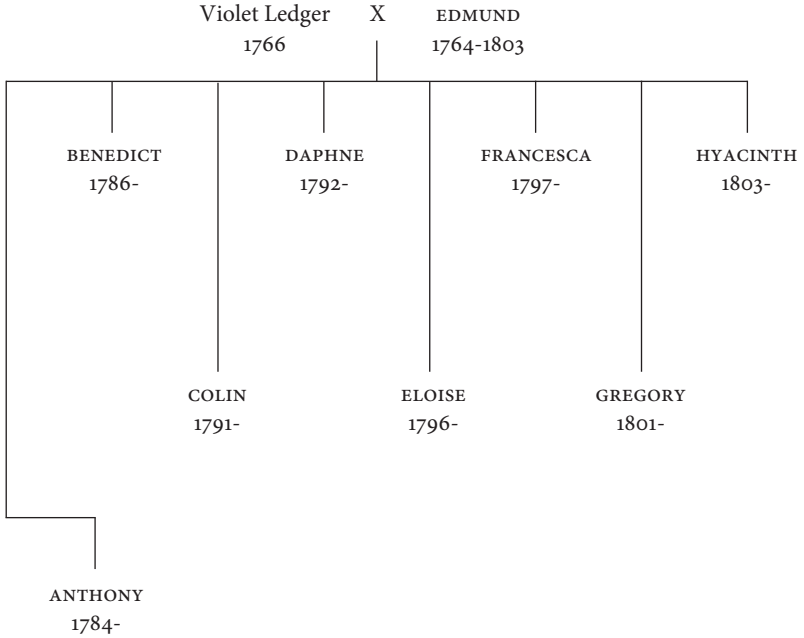 Violet Ledger X EDMUND
1766 1764-1803
BENEDICT DAPHNE FRANCESCA HYACINTH
1786- 1792- 1797- 1803-
COLIN ELOISE GREGORY
1791- 1796- 1801-
ANTHONY
1784-